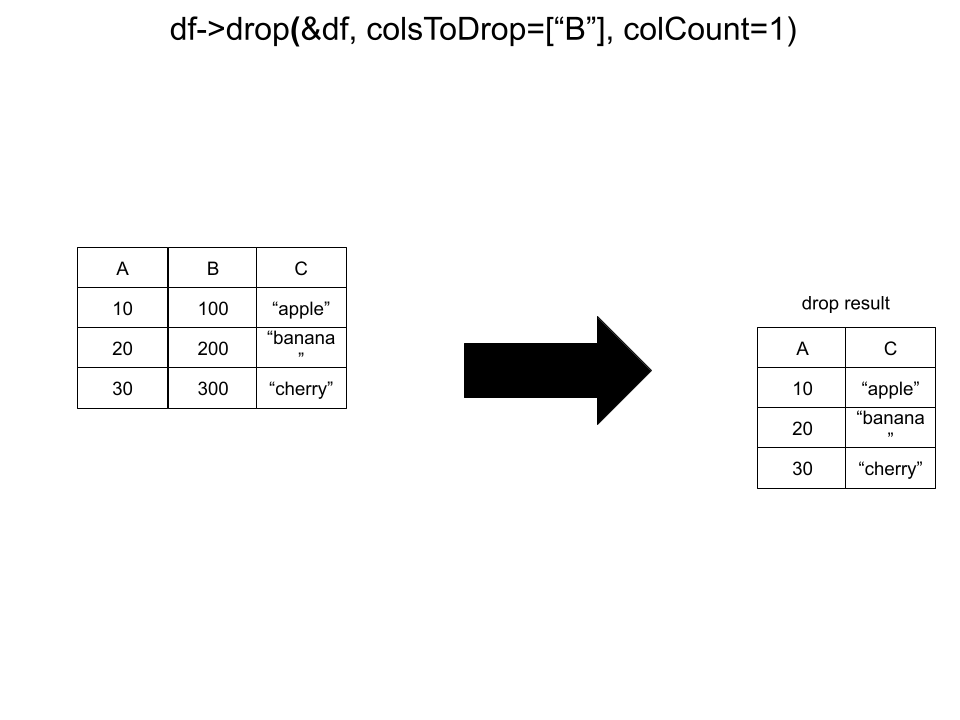 df->drop(&df, colsToDrop=[“B”], colCount=1)
A B C
10 100 “apple”
20 200 “banana
”
30 300 “cherry”
drop result
A C
10 “apple”
20 “banana
”
30 “cherry”